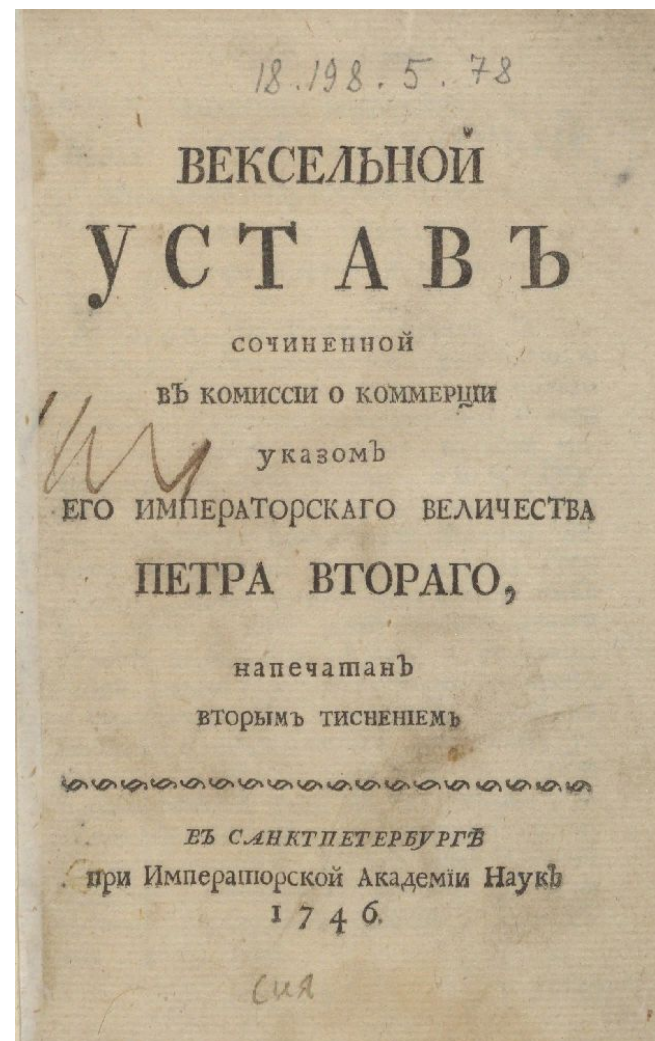 18.198.5.78
ВЕКСЕЛЬНОЙ
УСТАВЪ
СОЧИНЕННОЙ
ВЪ КОМИССІИ О КОММЕРЦІИ
указомЪ
ЕГО ИМПЕРАТОРСКАГО ВЕЛИЧЕСТВА
ПЕТРА ВТОРАГО,
напечатанЪ
ВТОРЫМЪ ТИСНЕНІЕМЪ
ВЪ САНКТПЕТЕРБУРГѢ
при Императорской Академїи НаукЪ
1746.